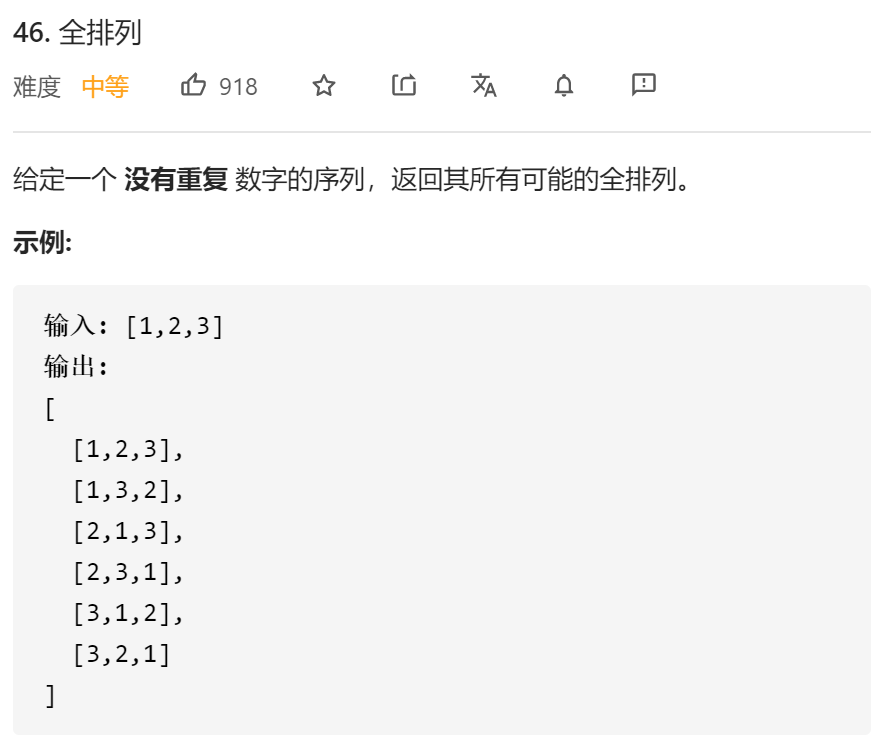 46. 全排列
难度 中等 918
给定一个 没有重复 数字的序列，返回其所有可能的全排列。
示例:
输入: [1,2,3]
输出:
[
  [1,2,3],
  [1,3,2],
  [2,1,3],
  [2,3,1],
  [3,1,2],
  [3,2,1]
]